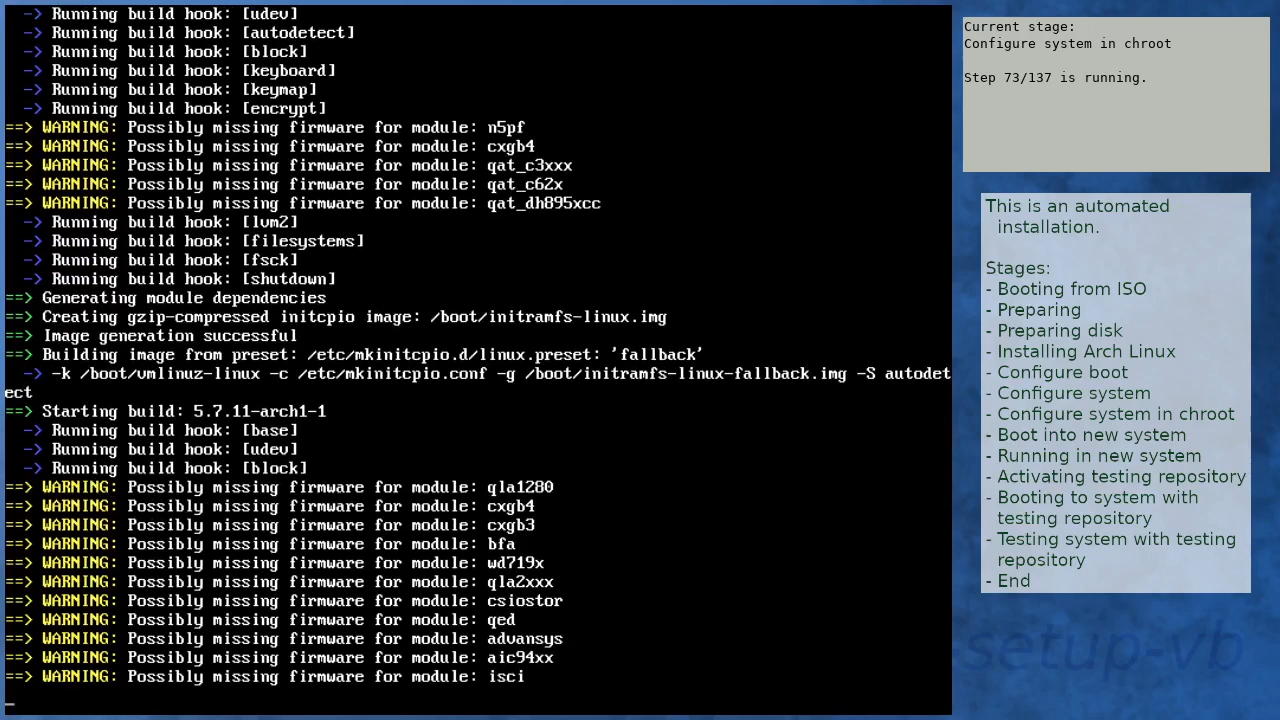 -> Running build hook: [udev]
-> Running build hook: [autodetect]
-> Running build hook: [block]
-> Running build hook: [keyboard]
-> Running build hook: [keymap]
-> Running build hook: [encrypt]
==> WARNING: Possibly missing firmware for module: n5pf
==> WARNING: Possibly missing firmware for module: cxgb4
==> WARNING: Possibly missing firmware for module: qat_c3xxx
==> WARNING: Possibly missing firmware for module: qat_c62x
==> WARNING: Possibly missing firmware for module: qat_dh895xcc
-> Running build hook: [lvm2]
-> Running build hook: [filesystems]
-> Running build hook: [fsck]
-> Running build hook: [shutdown]
==> Generating module dependencies
==> Creating gzip-compressed initcpio image: /boot/initramfs-linux.img
==> Image generation successful
==> Building image from preset: /etc/mkinitcpio.d/linux.preset: 'fallback'
-> -k /boot/vmlinuz-linux -c /etc/mkinitcpio.conf -g /boot/initramfs-linux-fallback.img -S autodet
ect
==> Starting build: 5.7.11-arch1-1
-> Running build hook: [base]
-> Running build hook: [udev]
-> Running build hook: [block]
==> WARNING: Possibly missing firmware for module: qla1280
==> WARNING: Possibly missing firmware for module: cxgb4
==> WARNING: Possibly missing firmware for module: cxgb3
==> WARNING: Possibly missing firmware for module: bfa
==> WARNING: Possibly missing firmware for module: wd719x
==> WARNING: Possibly missing firmware for module: qla2xxx
==> WARNING: Possibly missing firmware for module: csiostor
==> WARNING: Possibly missing firmware for module: qed
==> WARNING: Possibly missing firmware for module: advansys
==> WARNING: Possibly missing firmware for module: aic94xx
==> WARNING: Possibly missing firmware for module: isci
Current stage:
Configure system in chroot
Step 73/137 is running.
This is an automated
installation.
Stages:
- Booting from ISO
- Preparing
- Preparing disk
- Installing Arch Linux
- Configure boot
- Configure system
- Configure system in chroot
- Boot into new system
- Running in new system
- Activating testing repository
- Booting to system with
testing repository
- Testing system with testing
repository
- End
setup-vb